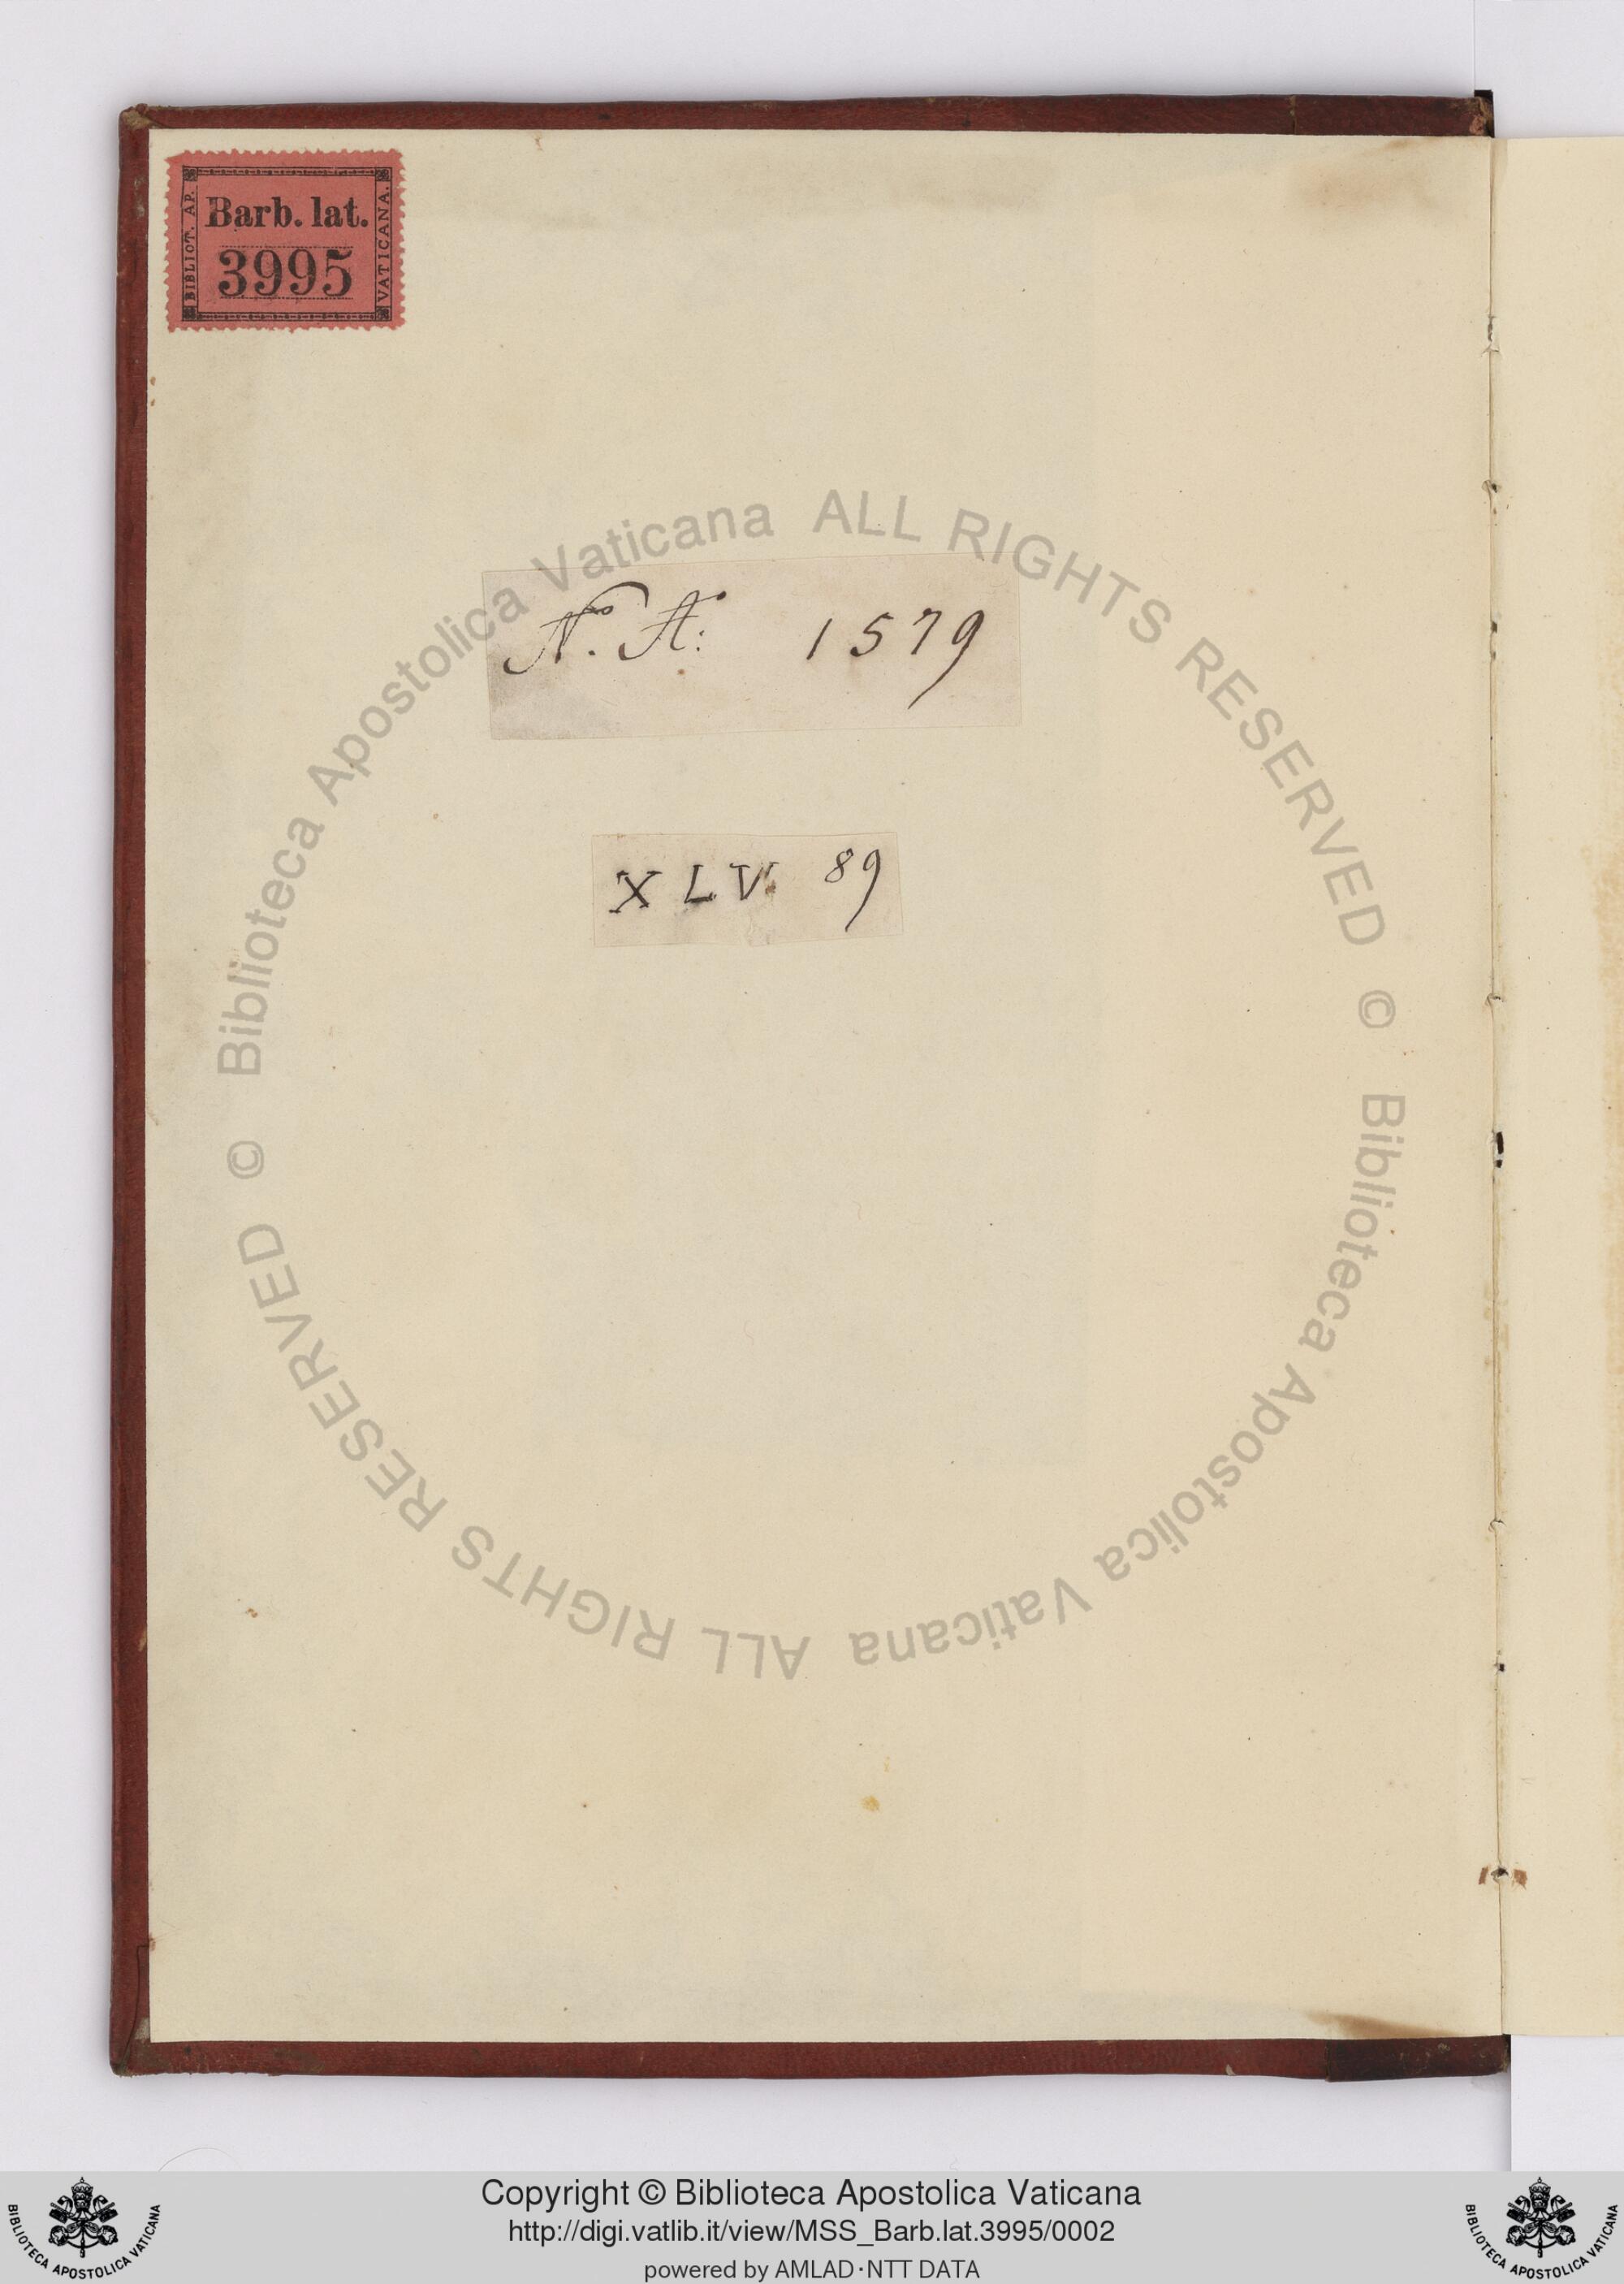 BIBLIOT. AP. VATICANA.
Barb. lat.
3995
N. A: 1579
XLV. 89
© Biblioteca Apostolica Vaticana ALL RIGHTS RESERVED © Biblioteca Apostolica Vaticana ALL RIGHTS RESERVED
Copyright © Biblioteca Apostolica Vaticana
http://digi.vatlib.it/view/MSS_Barb.lat.3995/0002
powered by AMLAD·NTT DATA
BIBLIOTECA APOSTOLICA VATICANA
BIBLIOTECA APOSTOLICA VATICANA